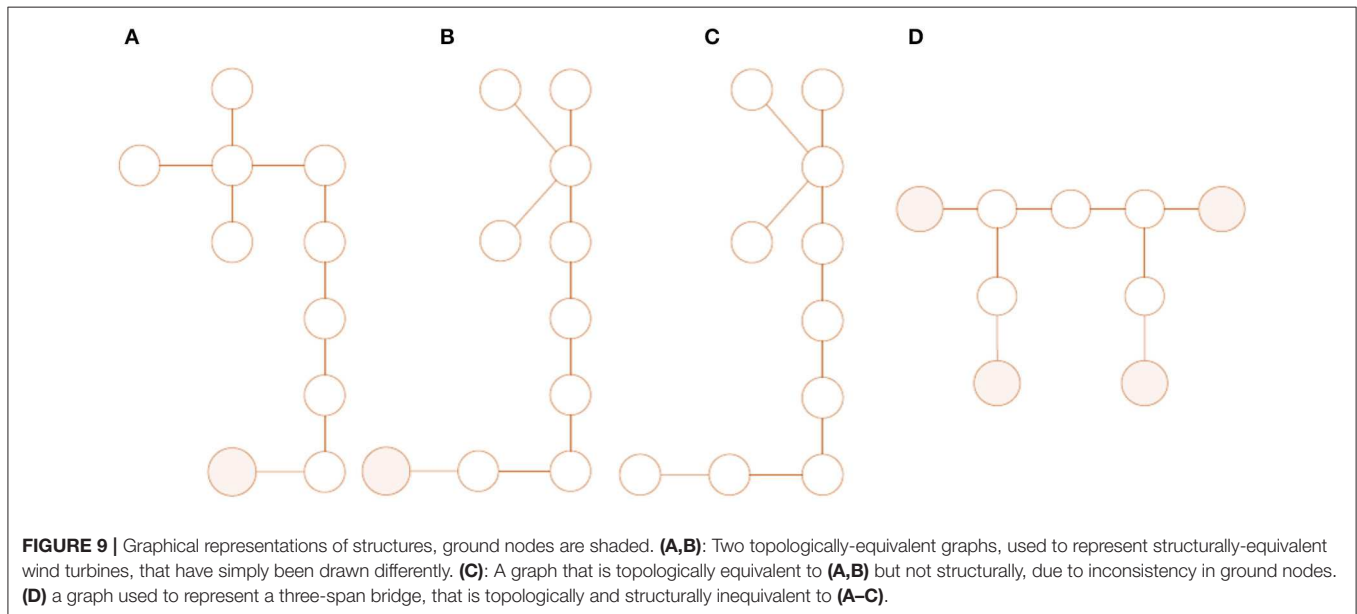 A B C D
FIGURE 9 | Graphical representations of structures, ground nodes are shaded. (A,B): Two topologically-equivalent graphs, used to represent structurally-equivalent
wind turbines, that have simply been drawn differently. (C): A graph that is topologically equivalent to (A,B) but not structurally, due to inconsistency in ground nodes.
(D) a graph used to represent a three-span bridge, that is topologically and structurally inequivalent to (A–C).